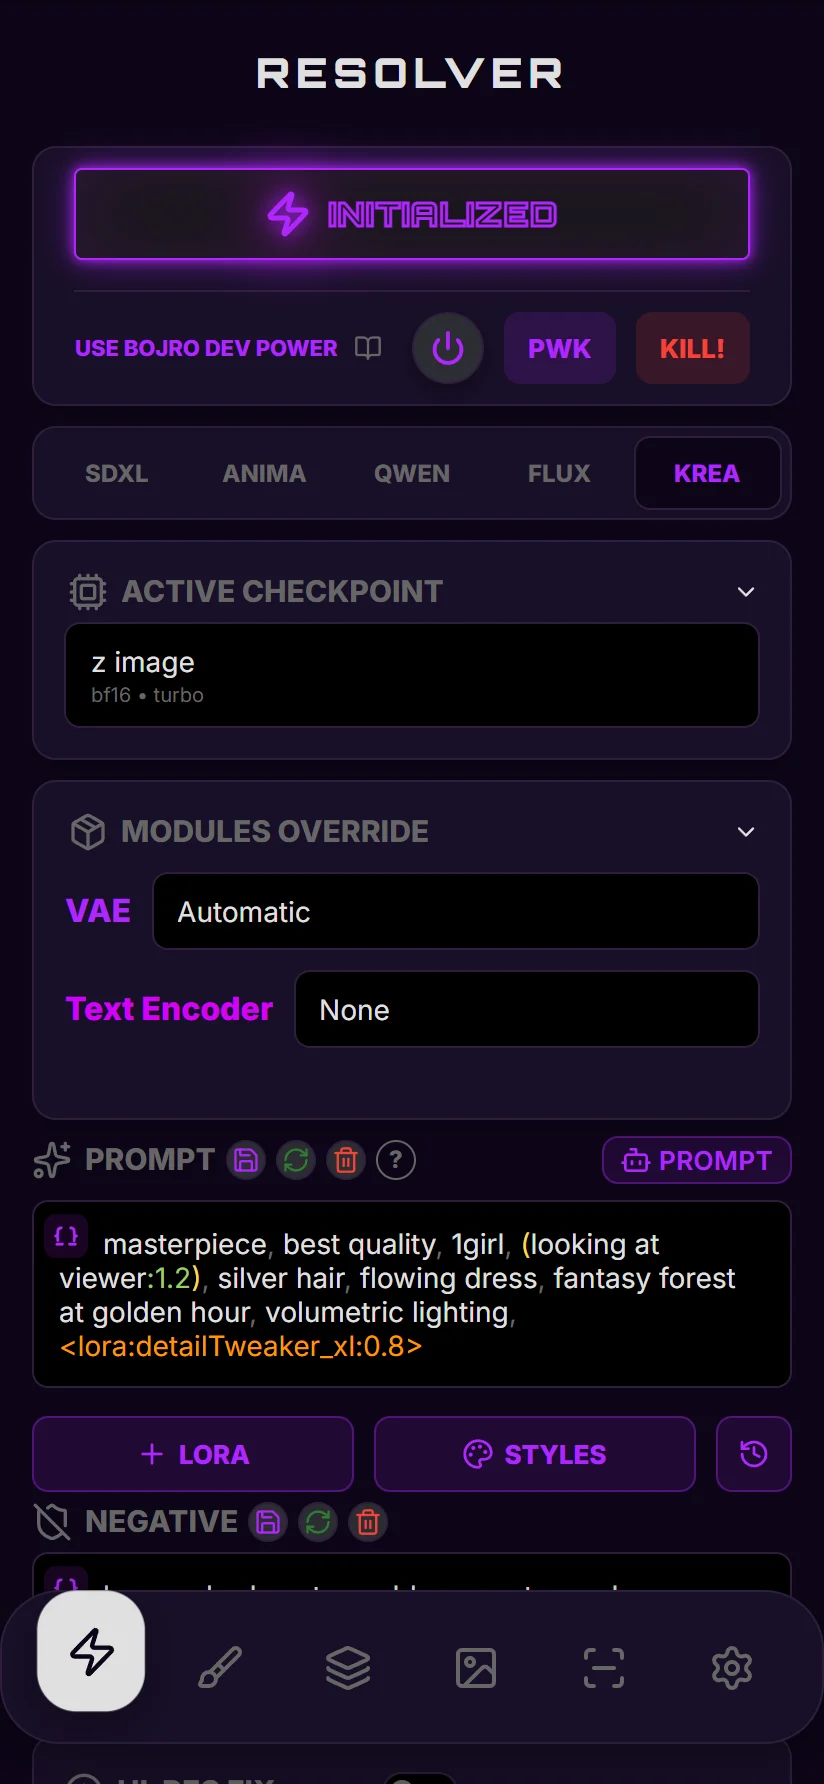 RESOLVER
INITIALIZED
USE BOJRO DEV POWER
PWK
KILL!
SDXL
ANIMA
QWEN
FLUX
KREA
ACTIVE CHECKPOINT
z image
bf16 • turbo
MODULES OVERRIDE
VAE
Automatic
Text Encoder
None
PROMPT
?
PROMPT
masterpiece, best quality, 1girl, (looking at
viewer:1.2), silver hair, flowing dress, fantasy forest
at golden hour, volumetric lighting,
<lora:detailTweaker_xl:0.8>
LORA
STYLES
NEGATIVE